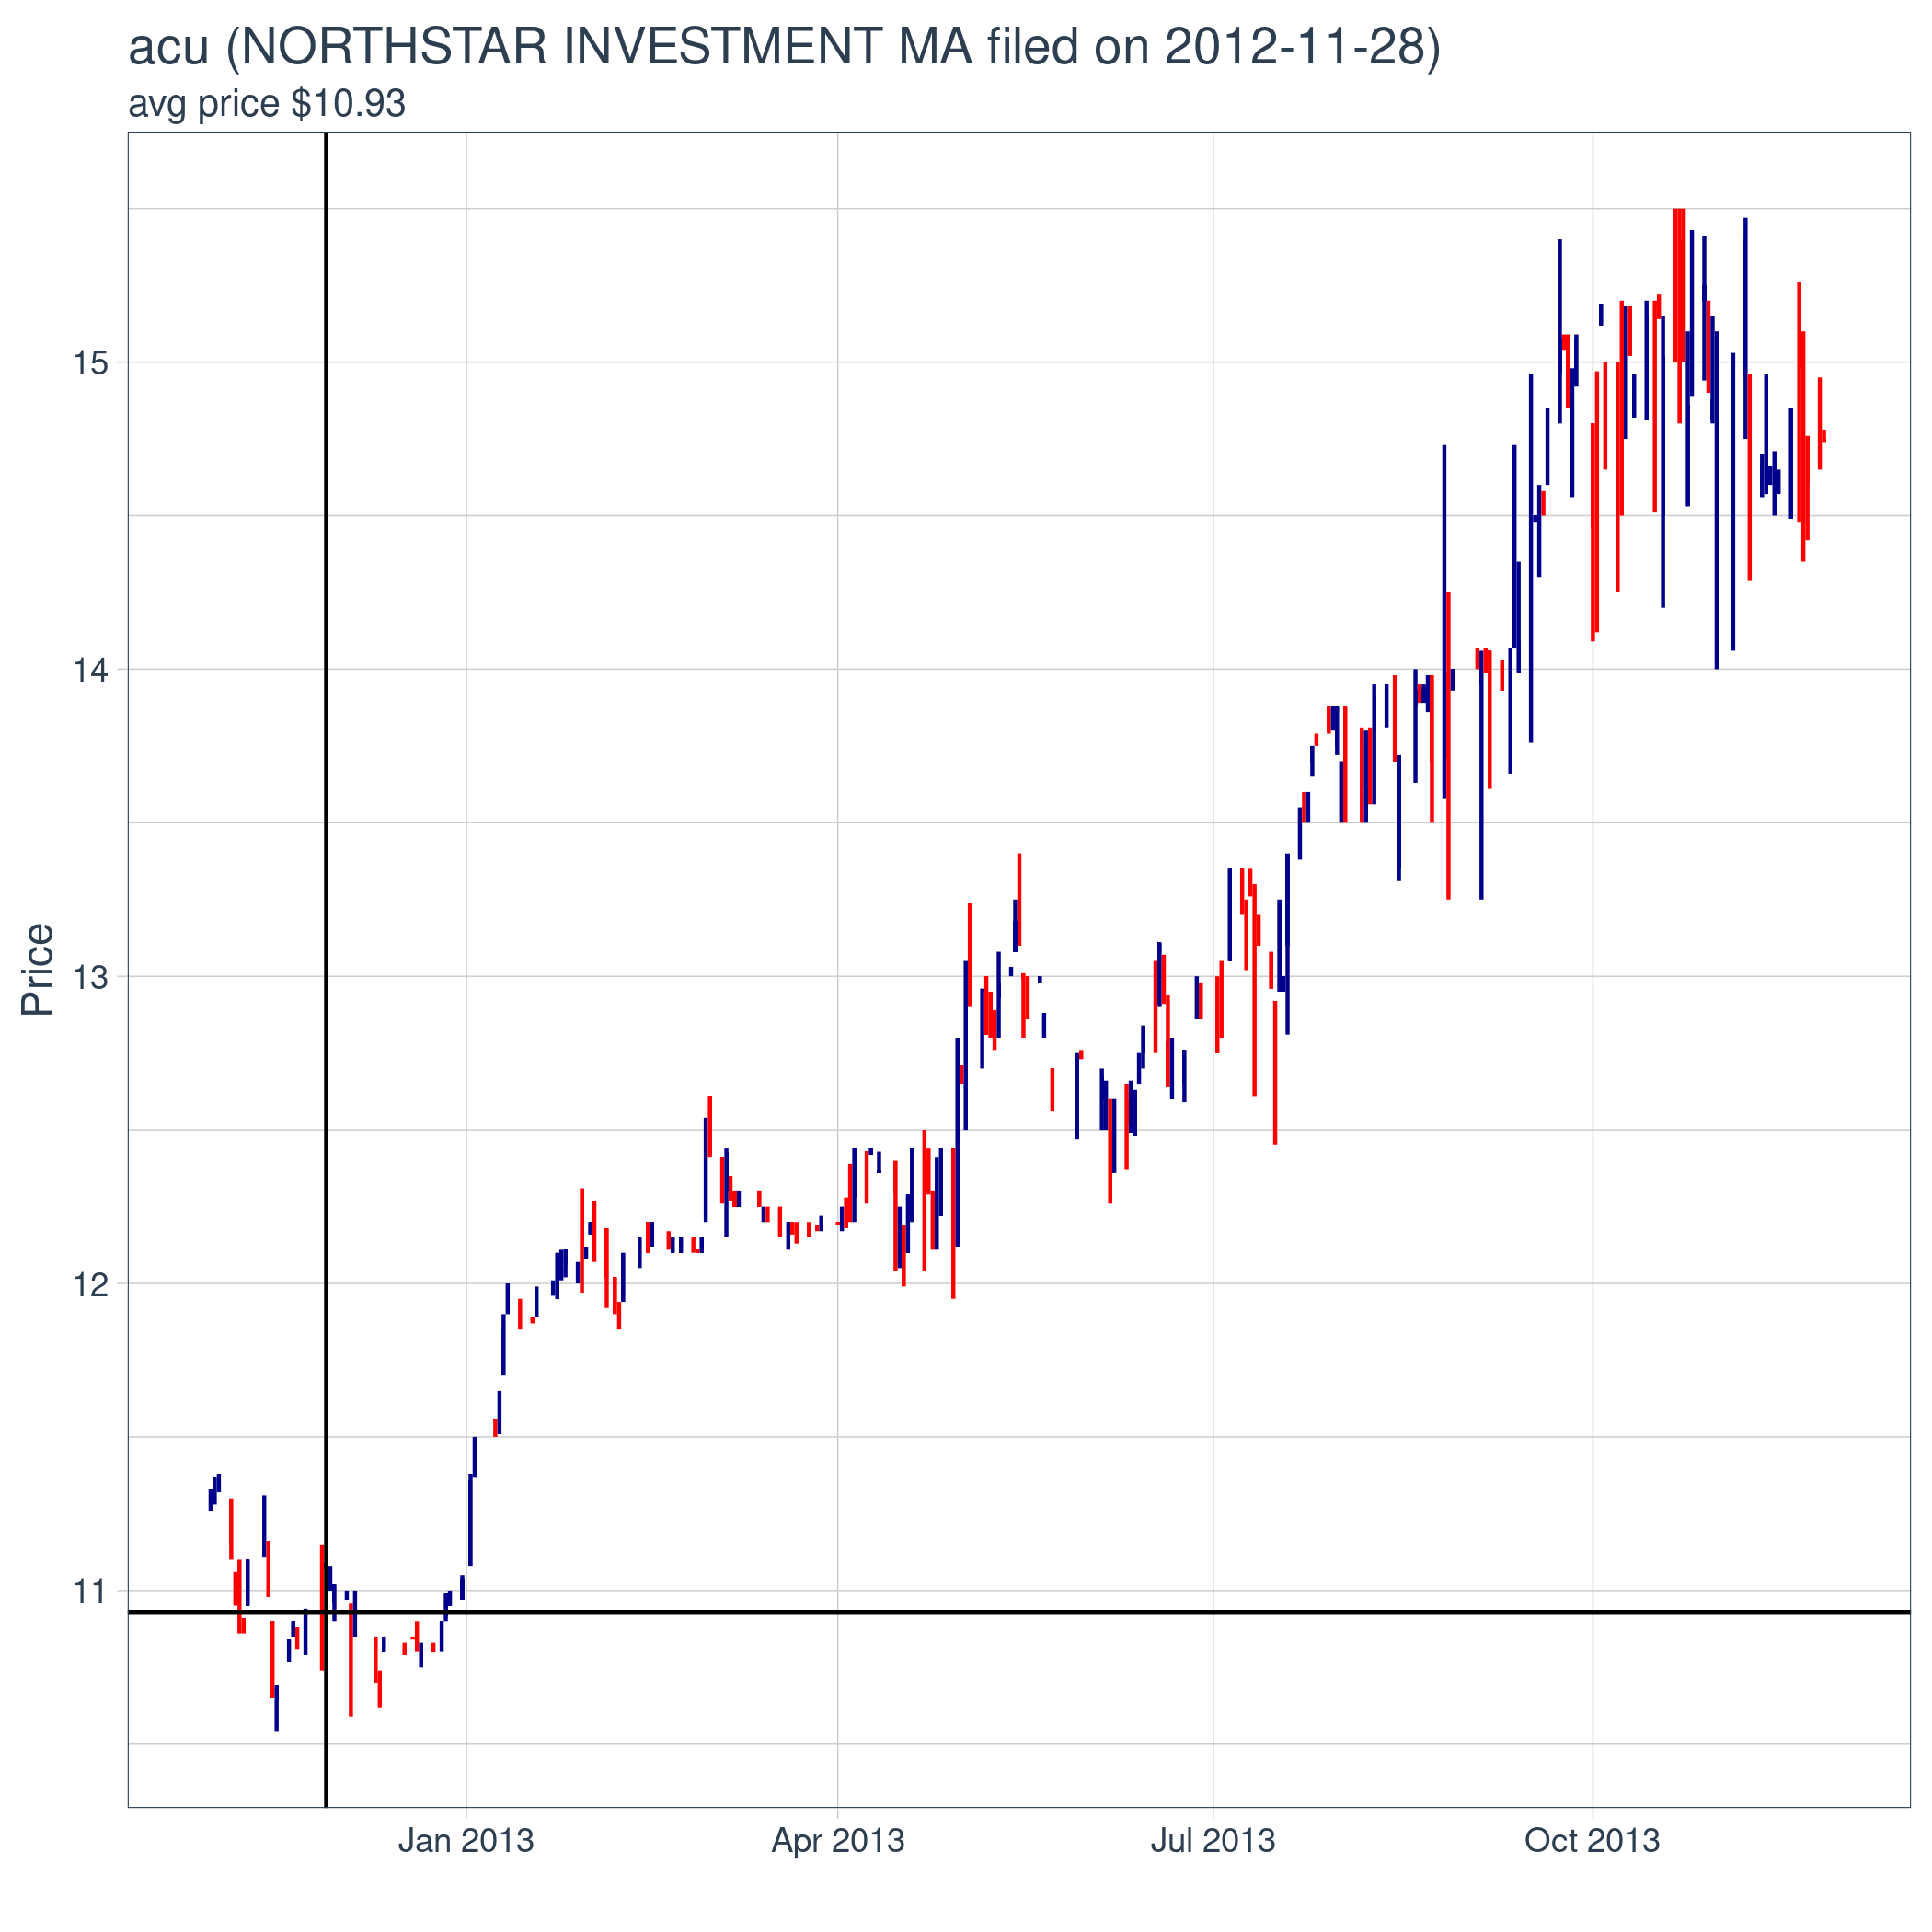 acu (NORTHSTAR INVESTMENT MA filed on 2012-11-28)
avg price $10.93
Price
15
14
13
12
11
Jan 2013
Apr 2013
Jul 2013
Oct 2013